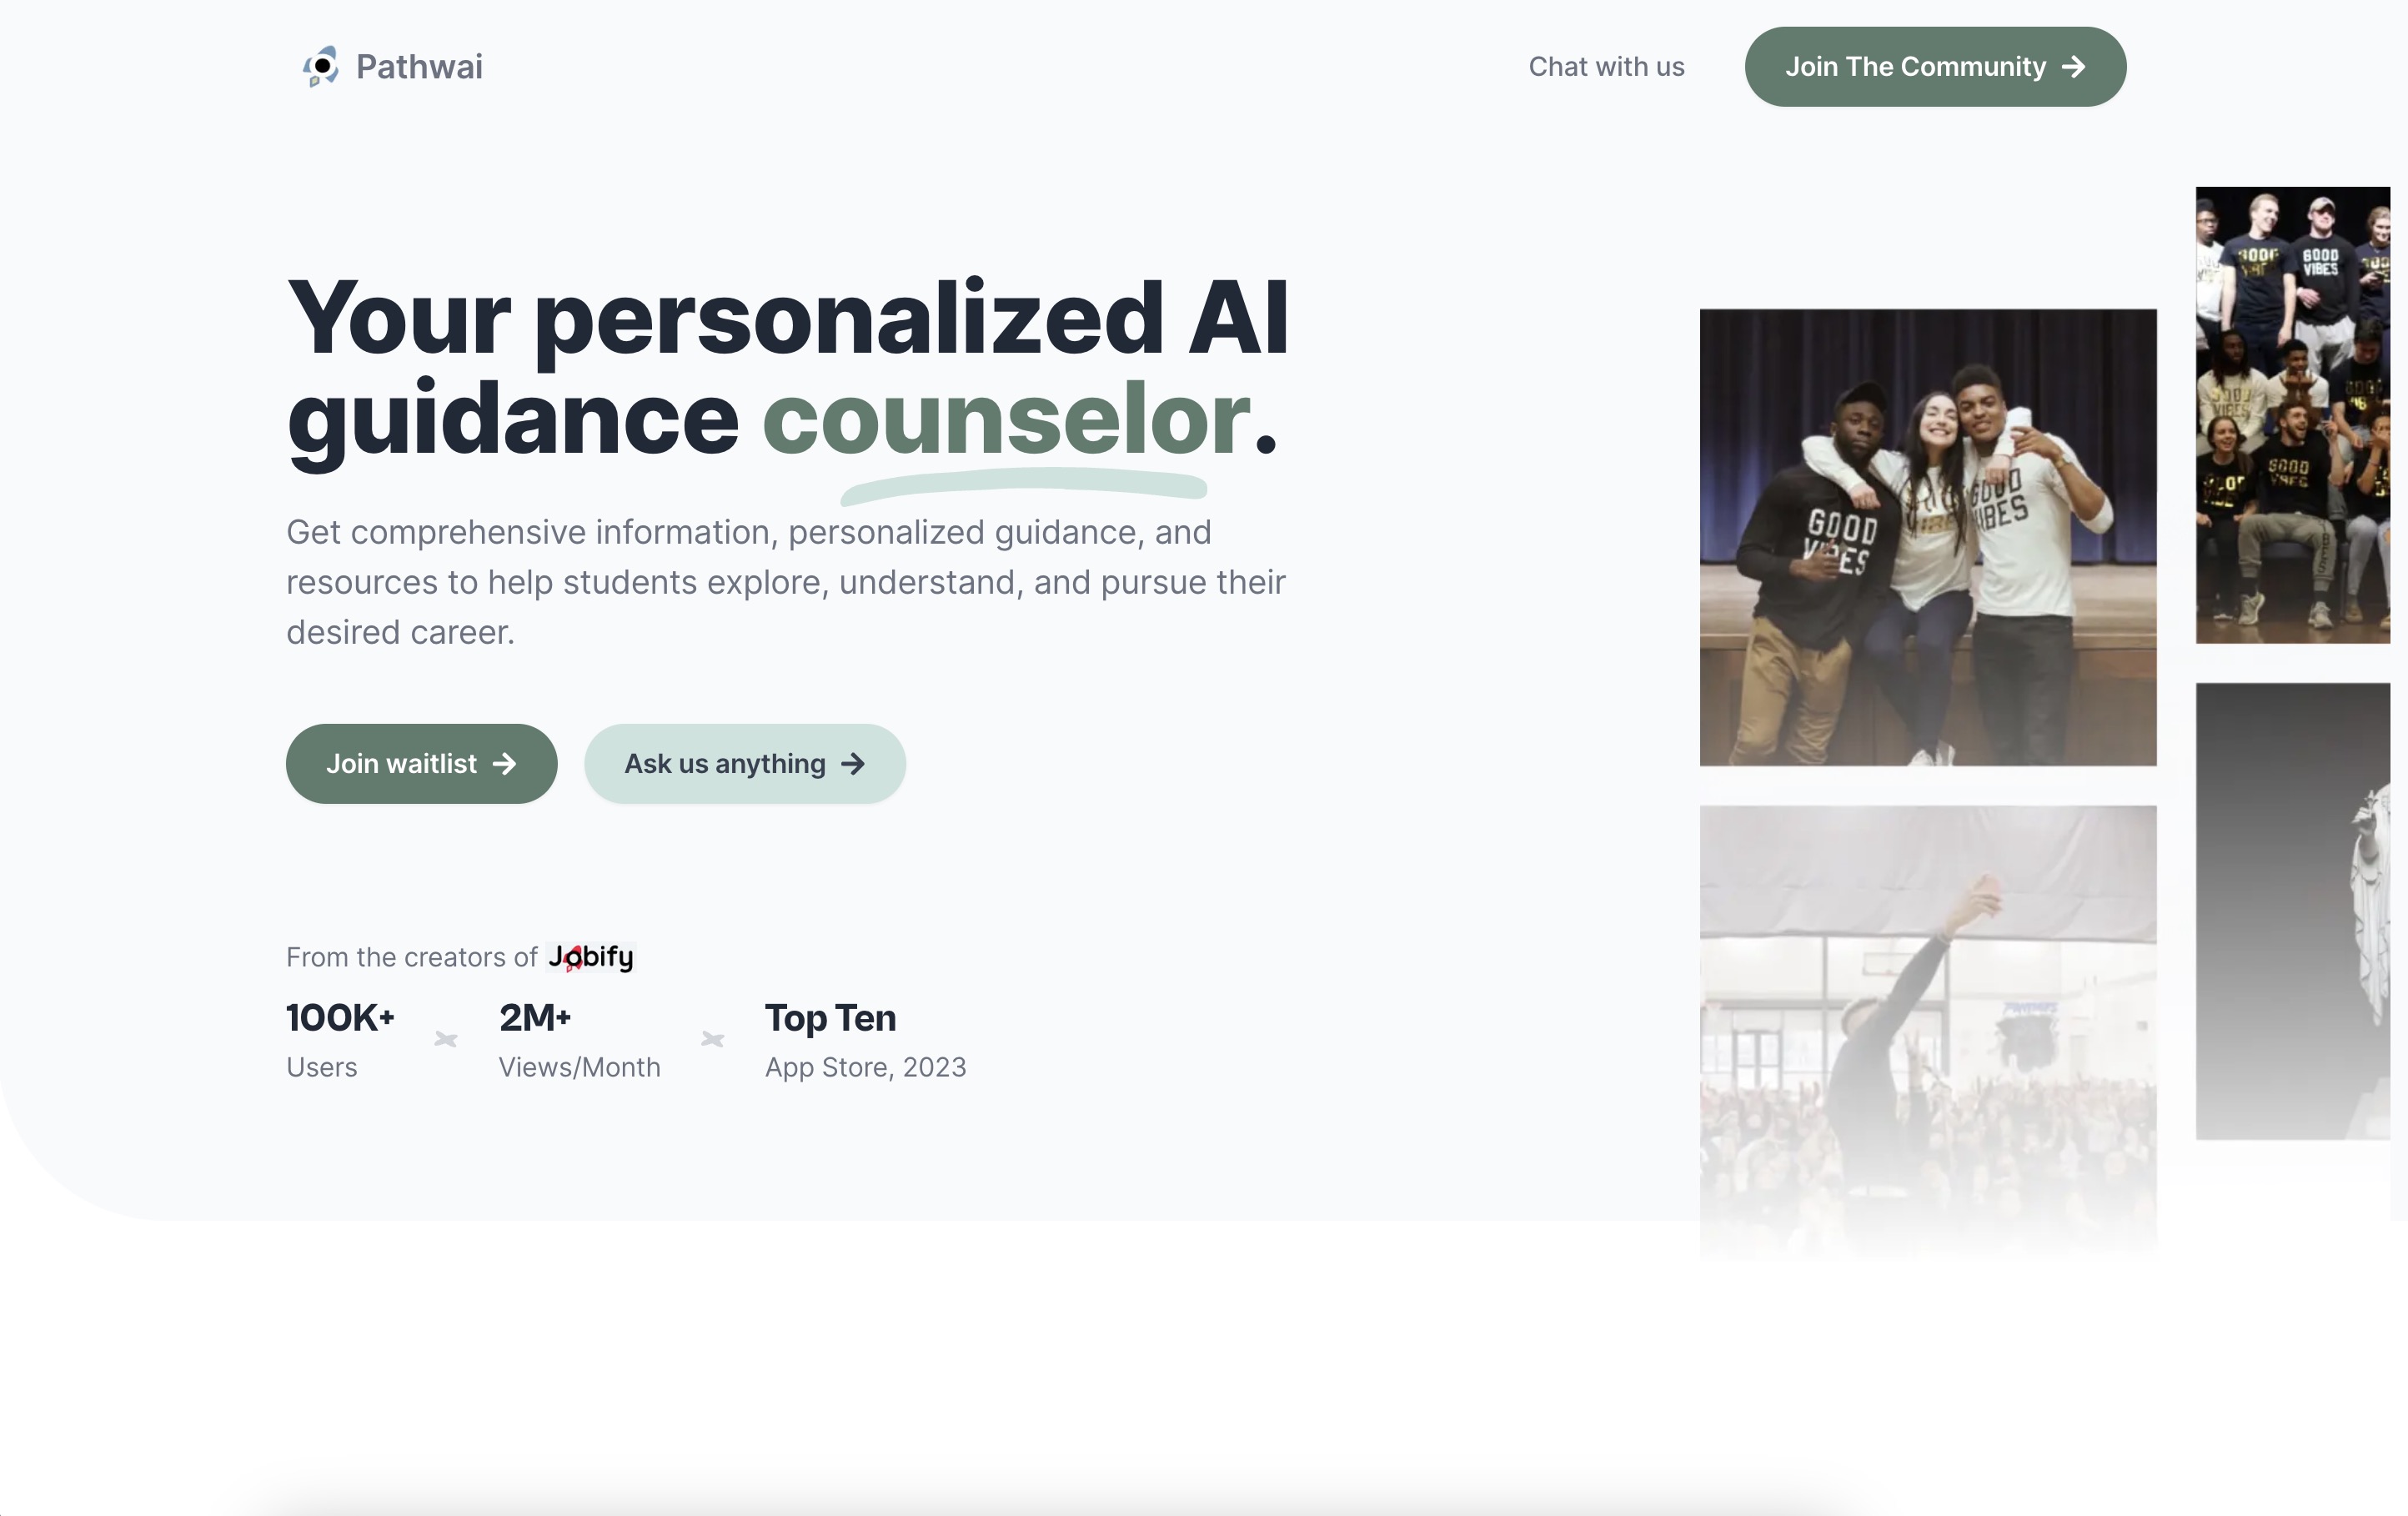 Pathwai
Chat with us
Join The Community →
Your personalized AI
guidance counselor.
Get comprehensive information, personalized guidance, and
resources to help students explore, understand, and pursue their
desired career.
Join waitlist →
Ask us anything →
From the creators of Jobify
100K+
Users
2M+
Views/Month
Top Ten
App Store, 2023
GOOD
VIBES
GOOD
VIBES
GOOD
VIBES